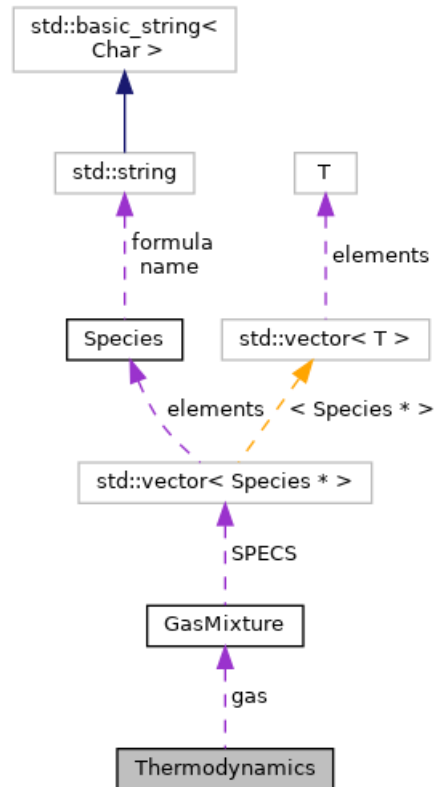 std::basic_string<
Char >
std::string
T
formula
name
elements
Species
std::vector< T >
elements
< Species * >
std::vector< Species * >
SPECS
GasMixture
gas
Thermodynamics